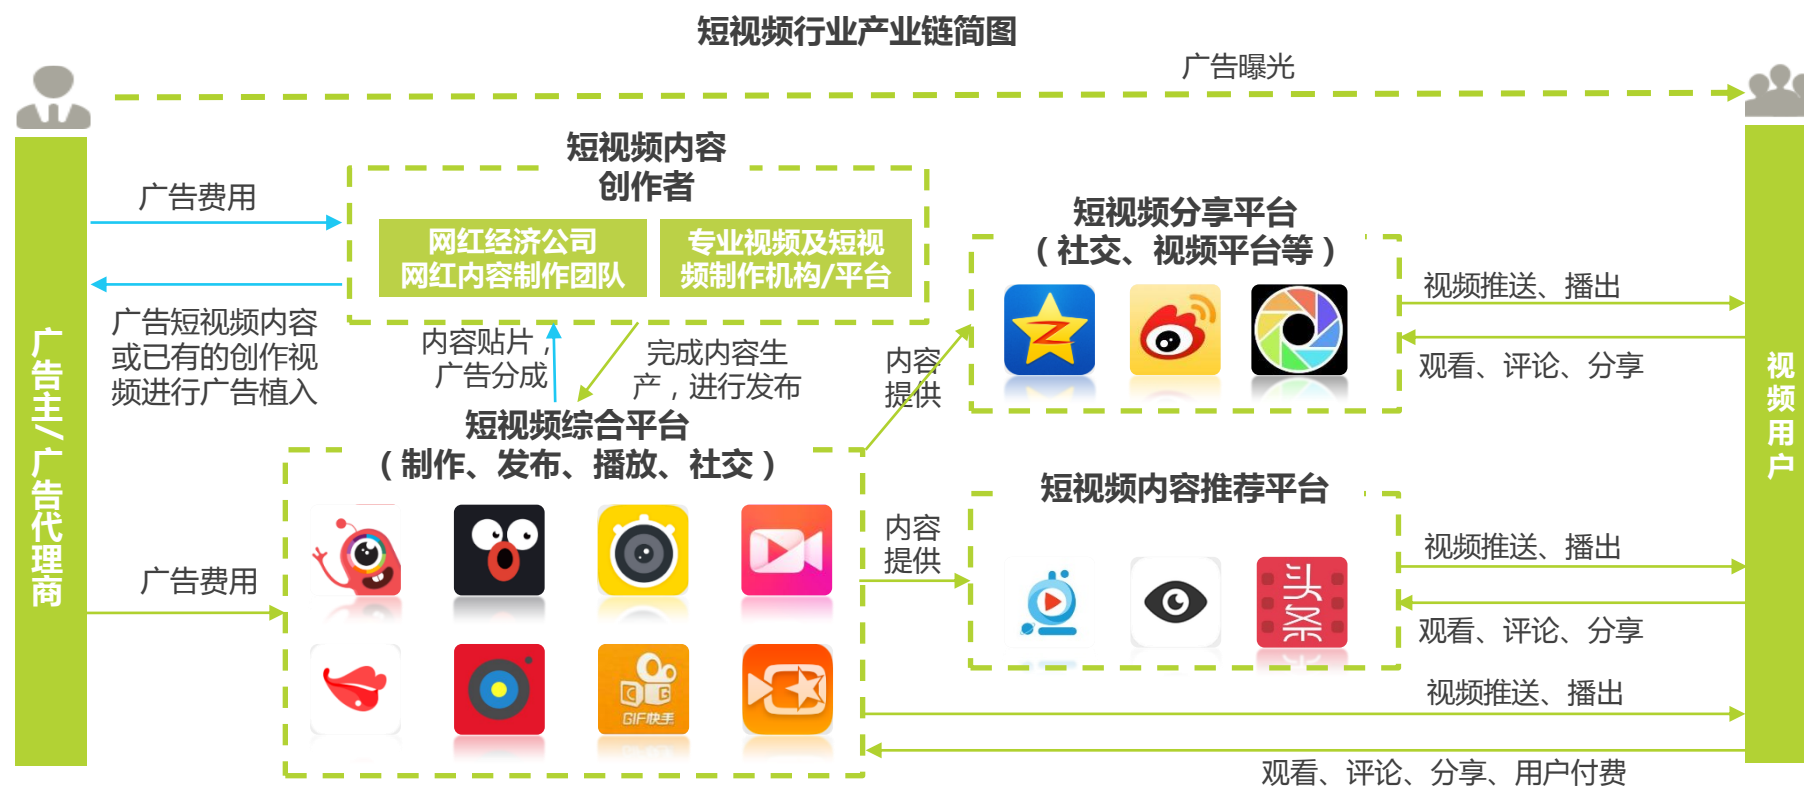 短视频行业产业链简图
广告曝光
广告主/广告代理商
广告费用
广告短视频内容
或已有的创作视
频进行广告植入
短视频内容
创作者
网红经济公司
网红内容制作团队
专业视频及短视
频制作机构/平台
内容贴片，
广告分成
完成内容生
产，进行发布
短视频综合平台
（制作、发布、播放、社交）
GIF快手
广告费用
内容
提供
短视频分享平台
（社交、视频平台等）
视频推送、播出
观看、评论、分享
内容
提供
短视频内容推荐平台
头条
视频推送、播出
观看、评论、分享
视频推送、播出
观看、评论、分享、用户付费
视频用户